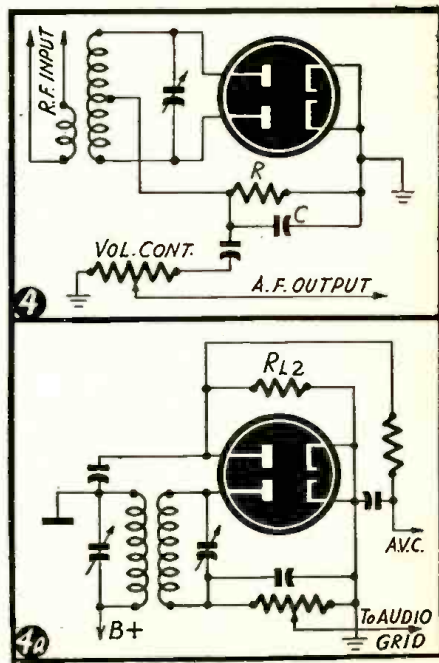 R.F. INPUT
R
C
VOL. CONT.
A.F. OUTPUT
4
RL2
A.V.C.
B+
TO AUDIO
GRID
4a